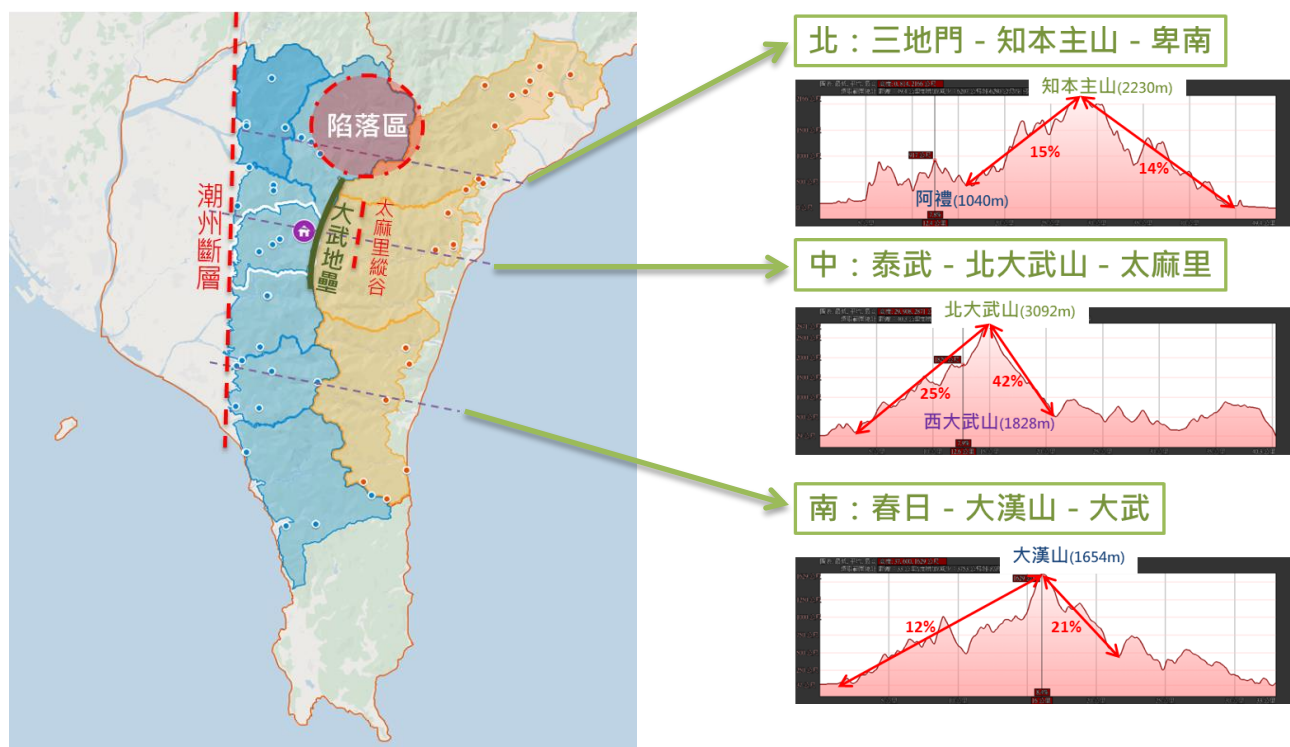 北：三地門 - 知本主山 - 卑南
知本主山(2230m)
15%
14%
阿禮(1040m)
陷落區
潮州斷層
大武地壘
太麻里縱谷
中：泰武 - 北大武山 - 太麻里
北大武山(3092m)
25%
42%
西大武山(1828m)
南：春日 - 大漢山 - 大武
大漢山(1654m)
12%
21%